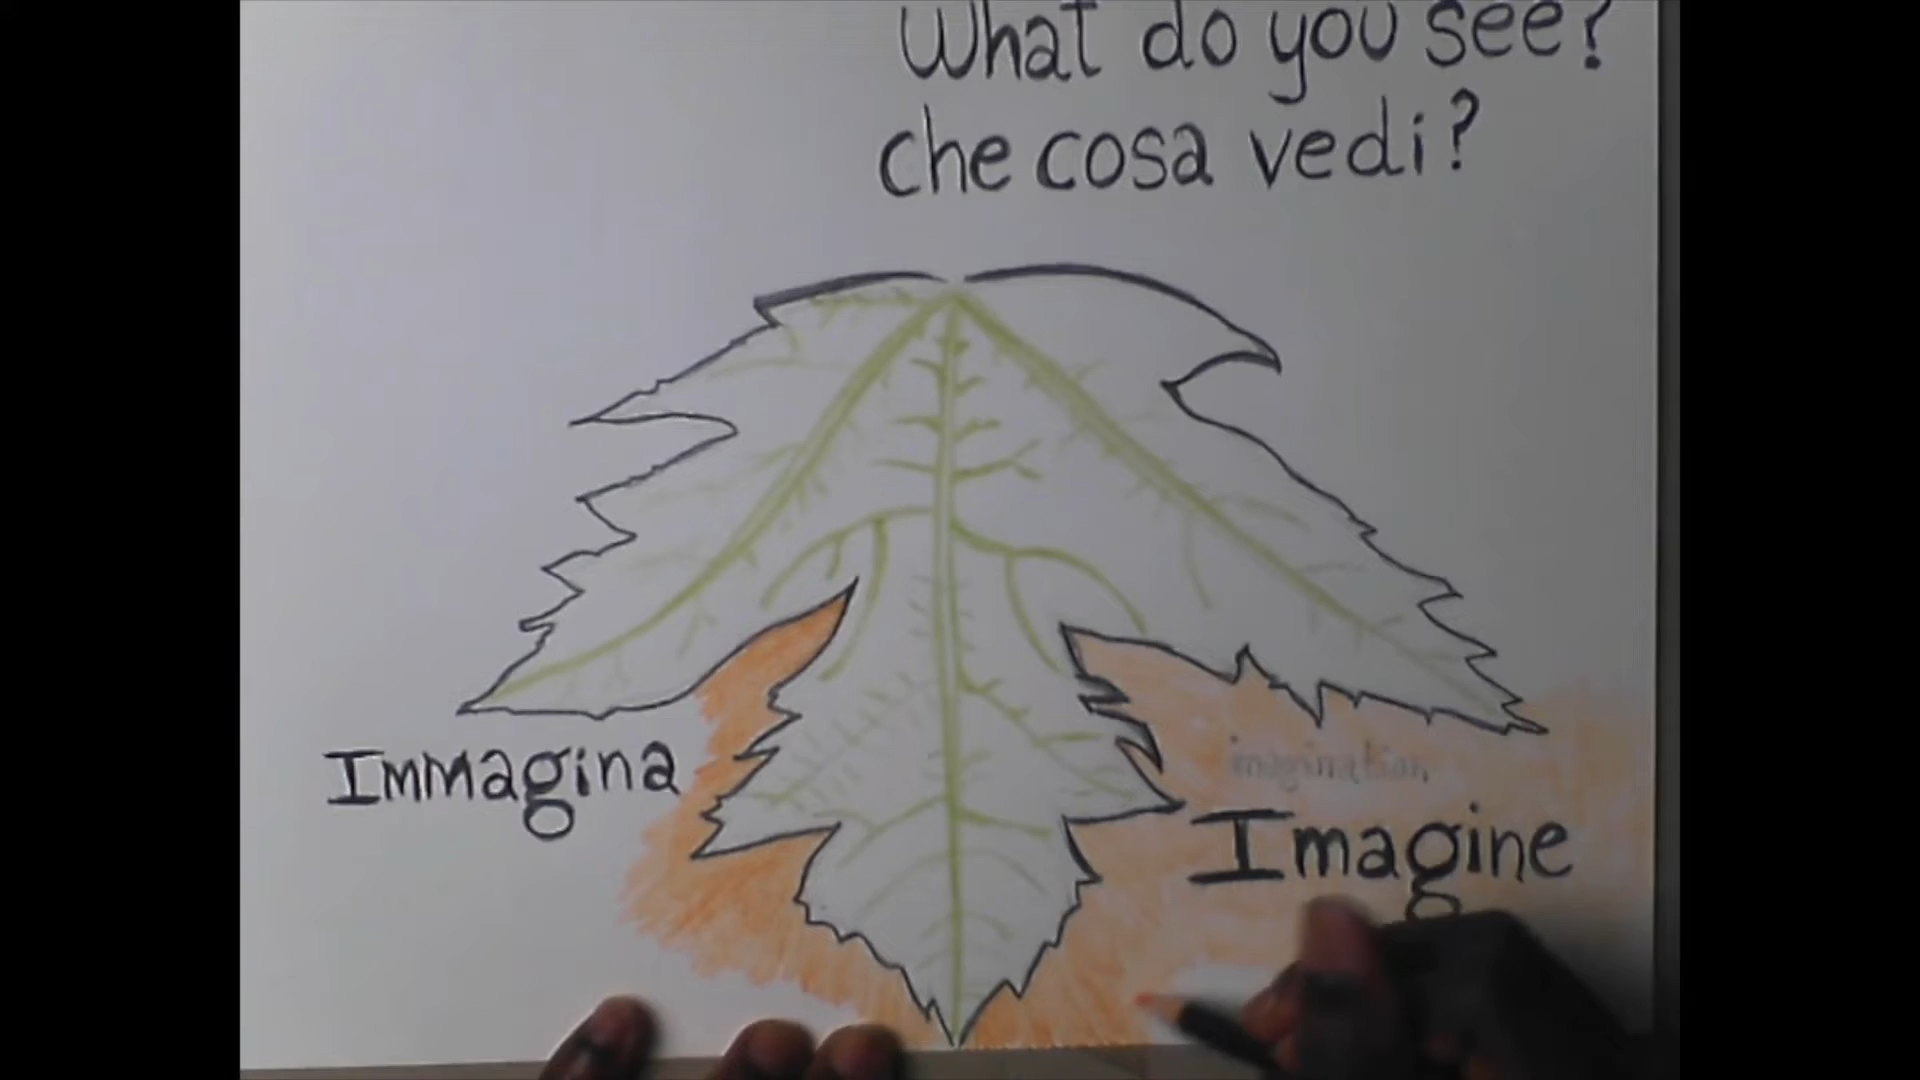 What do you see?
che cosa vedi?
Immagina
imagination
Imagine